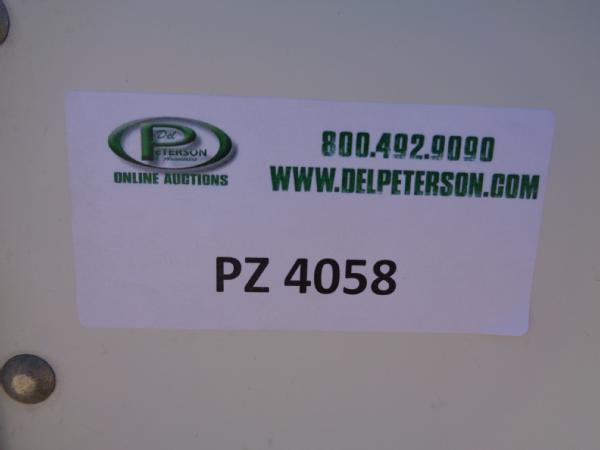 Del
PETERSON
ONLINE AUCTIONS
800.492.9090
WWW.DELPETERSON.COM
PZ 4058